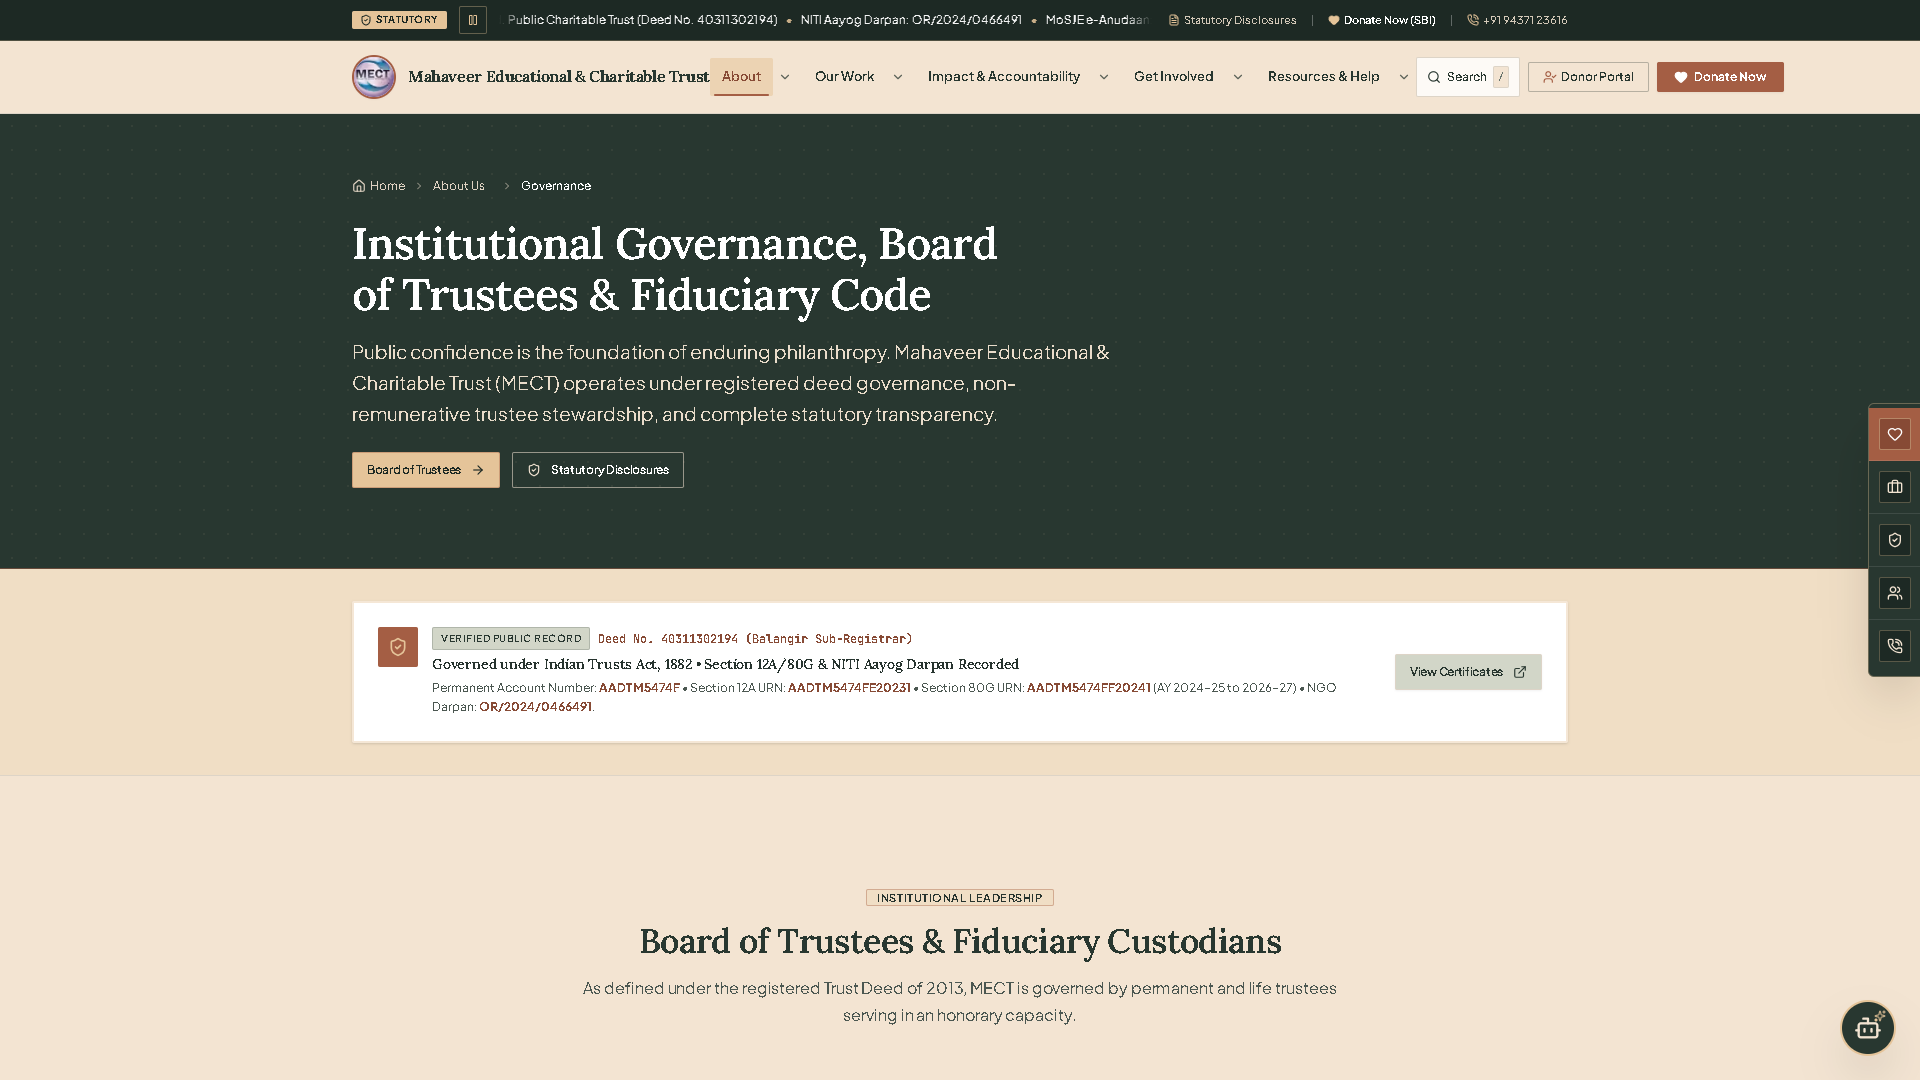 STATUTORY
. Public Charitable Trust (Deed No. 40311302194) • NITI Aayog Darpan: OR/2024/0466491 • MoSJE e-Anudaan
Statutory Disclosures
Donate Now (SBI)
+91 94371 23616
MECT
Mahaveer Educational & Charitable Trust
About
Our Work
Impact & Accountability
Get Involved
Resources & Help
Search /
Donor Portal
Donate Now
Home
About Us
Governance
Institutional Governance, Board
of Trustees & Fiduciary Code
Public confidence is the foundation of enduring philanthropy. Mahaveer Educational &
Charitable Trust (MECT) operates under registered deed governance, non-
remunerative trustee stewardship, and complete statutory transparency.
Board of Trustees
Statutory Disclosures
VERIFIED PUBLIC RECORD
Deed No. 40311302194 (Balangir Sub-Registrar)
Governed under Indian Trusts Act, 1882 • Section 12A/80G & NITI Aayog Darpan Recorded
Permanent Account Number: AADTM5474F • Section 12A URN: AADTM5474FE20231 • Section 80G URN: AADTM5474FF20241 (AY 2024-25 to 2026-27) • NGO
Darpan: OR/2024/0466491.
View Certificates
INSTITUTIONAL LEADERSHIP
Board of Trustees & Fiduciary Custodians
As defined under the registered Trust Deed of 2013, MECT is governed by permanent and life trustees
serving in an honorary capacity.